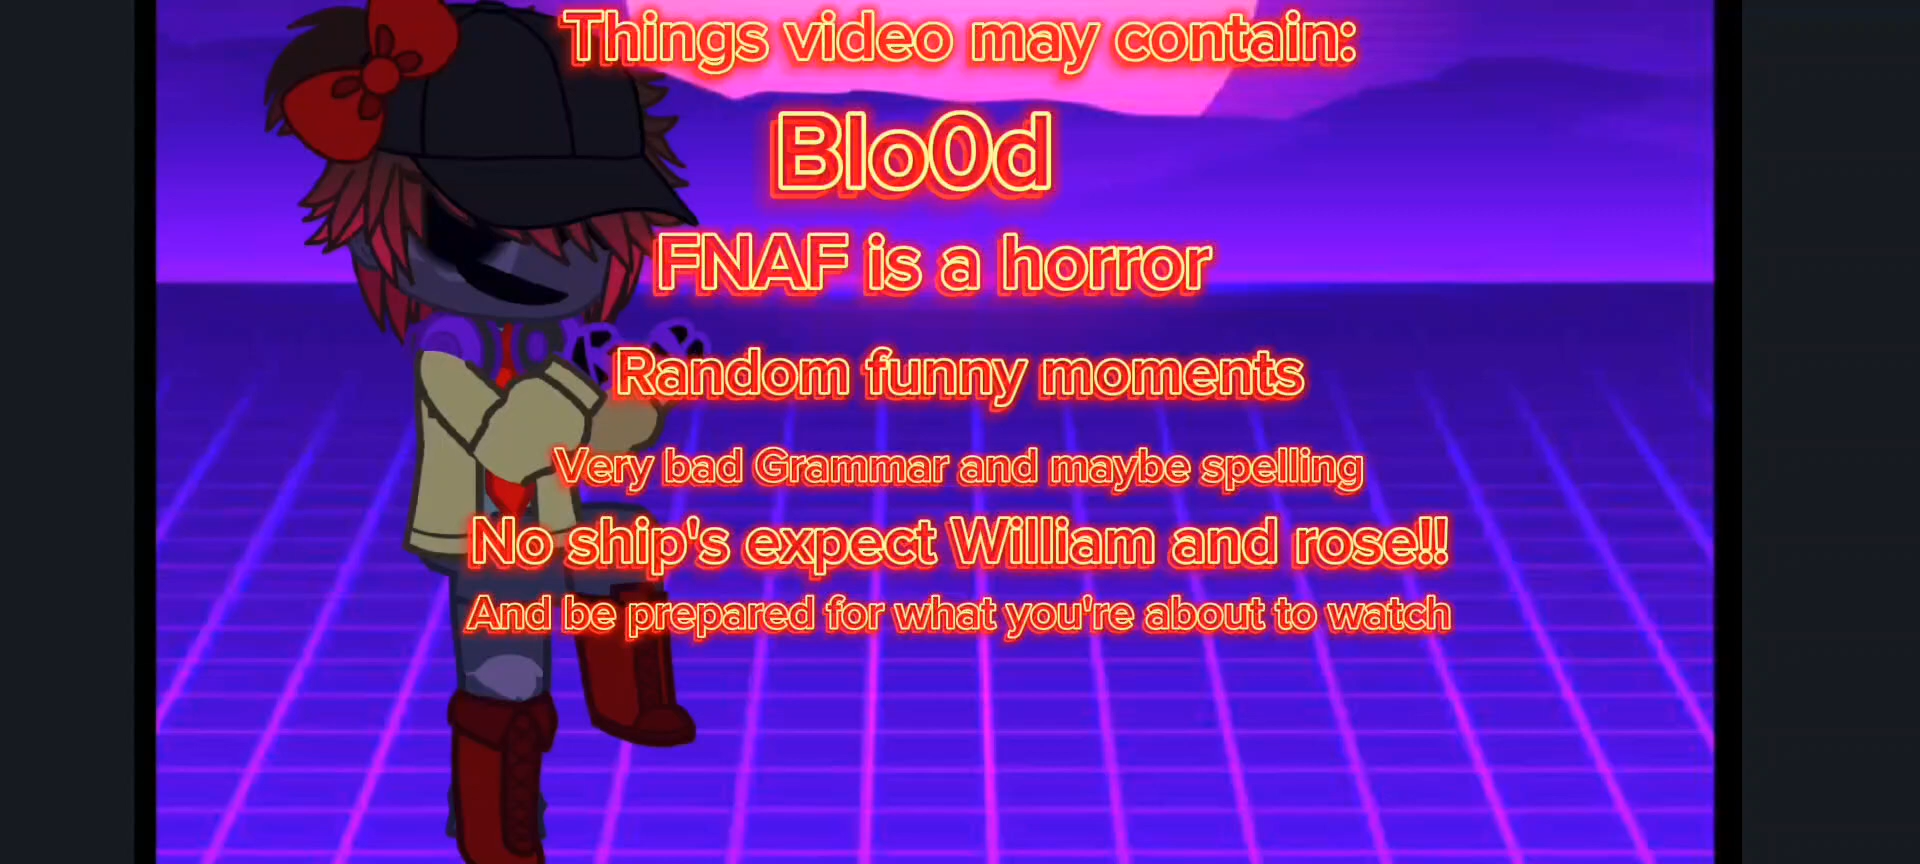 Things video may contain:
Blo0d
FNAF is a horror
Random funny moments
Very bad Grammar and maybe spelling
No ship's expect William and rose!!
And be prepared for what you're about to watch